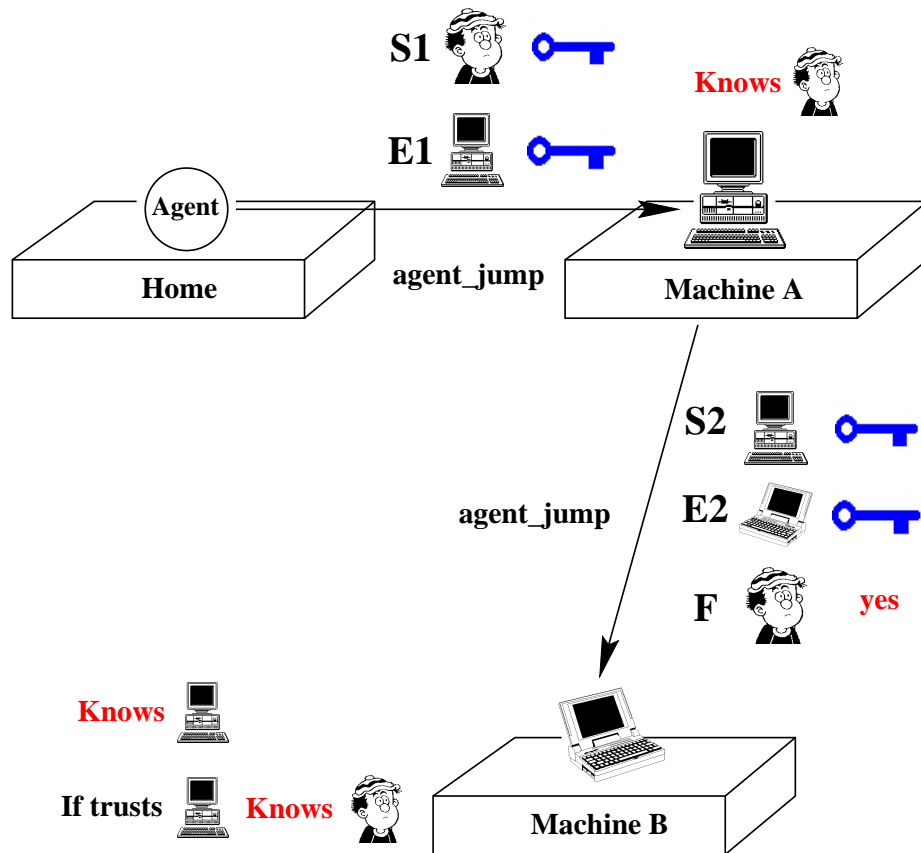 S1
Knows
E1
Agent
agent_jump
Home
Machine A
S2
E2
agent_jump
F
yes
Knows
If trusts
Knows
Machine B